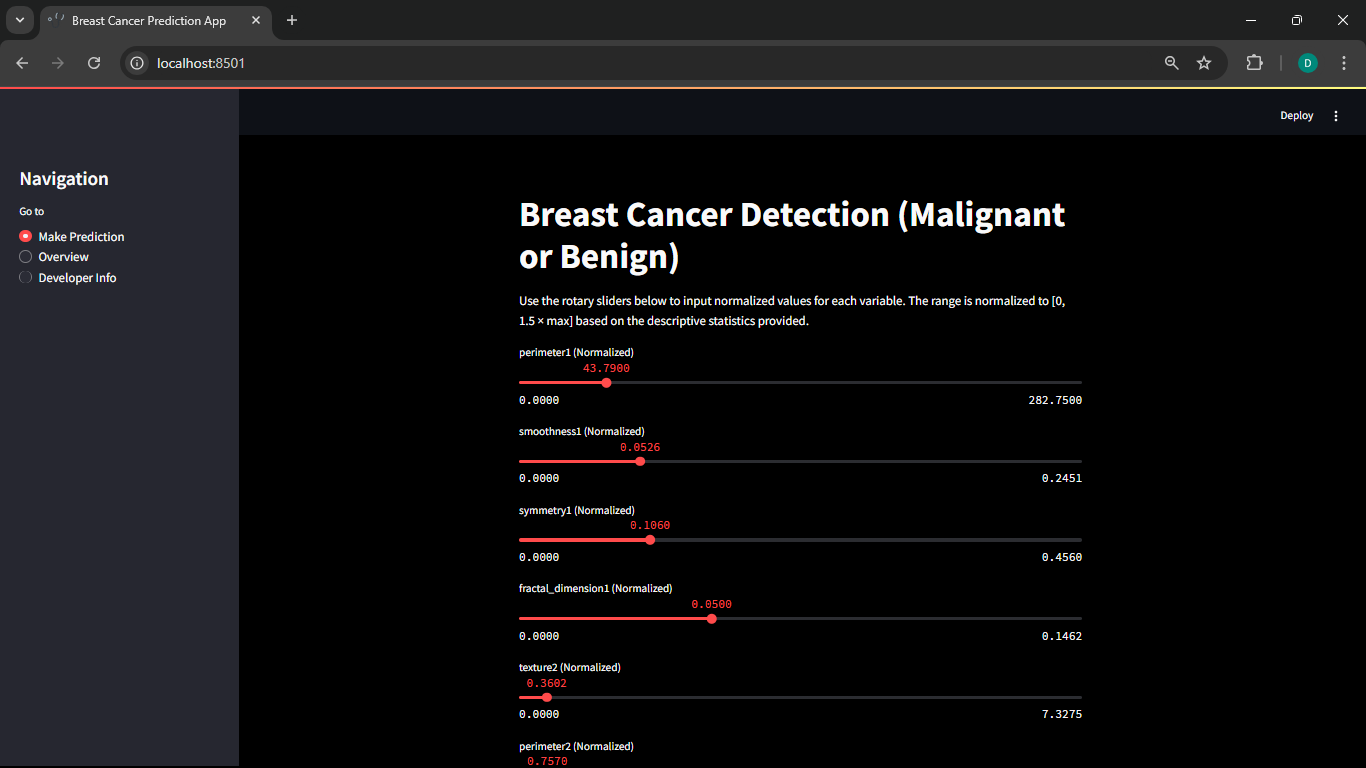 Breast Cancer Prediction App
localhost:8501
D
Deploy
Navigation
Go to
Make Prediction
Overview
Developer Info
Breast Cancer Detection (Malignant
or Benign)
Use the rotary sliders below to input normalized values for each variable. The range is normalized to [0,
1.5 × max] based on the descriptive statistics provided.
perimeter1 (Normalized)
43.7900
0.0000 282.7500
smoothness1 (Normalized)
0.0526
0.0000 0.2451
symmetry1 (Normalized)
0.1060
0.0000 0.4560
fractal_dimension1 (Normalized)
0.0500
0.0000 0.1462
texture2 (Normalized)
0.3602
0.0000 7.3275
perimeter2 (Normalized)
0.7570